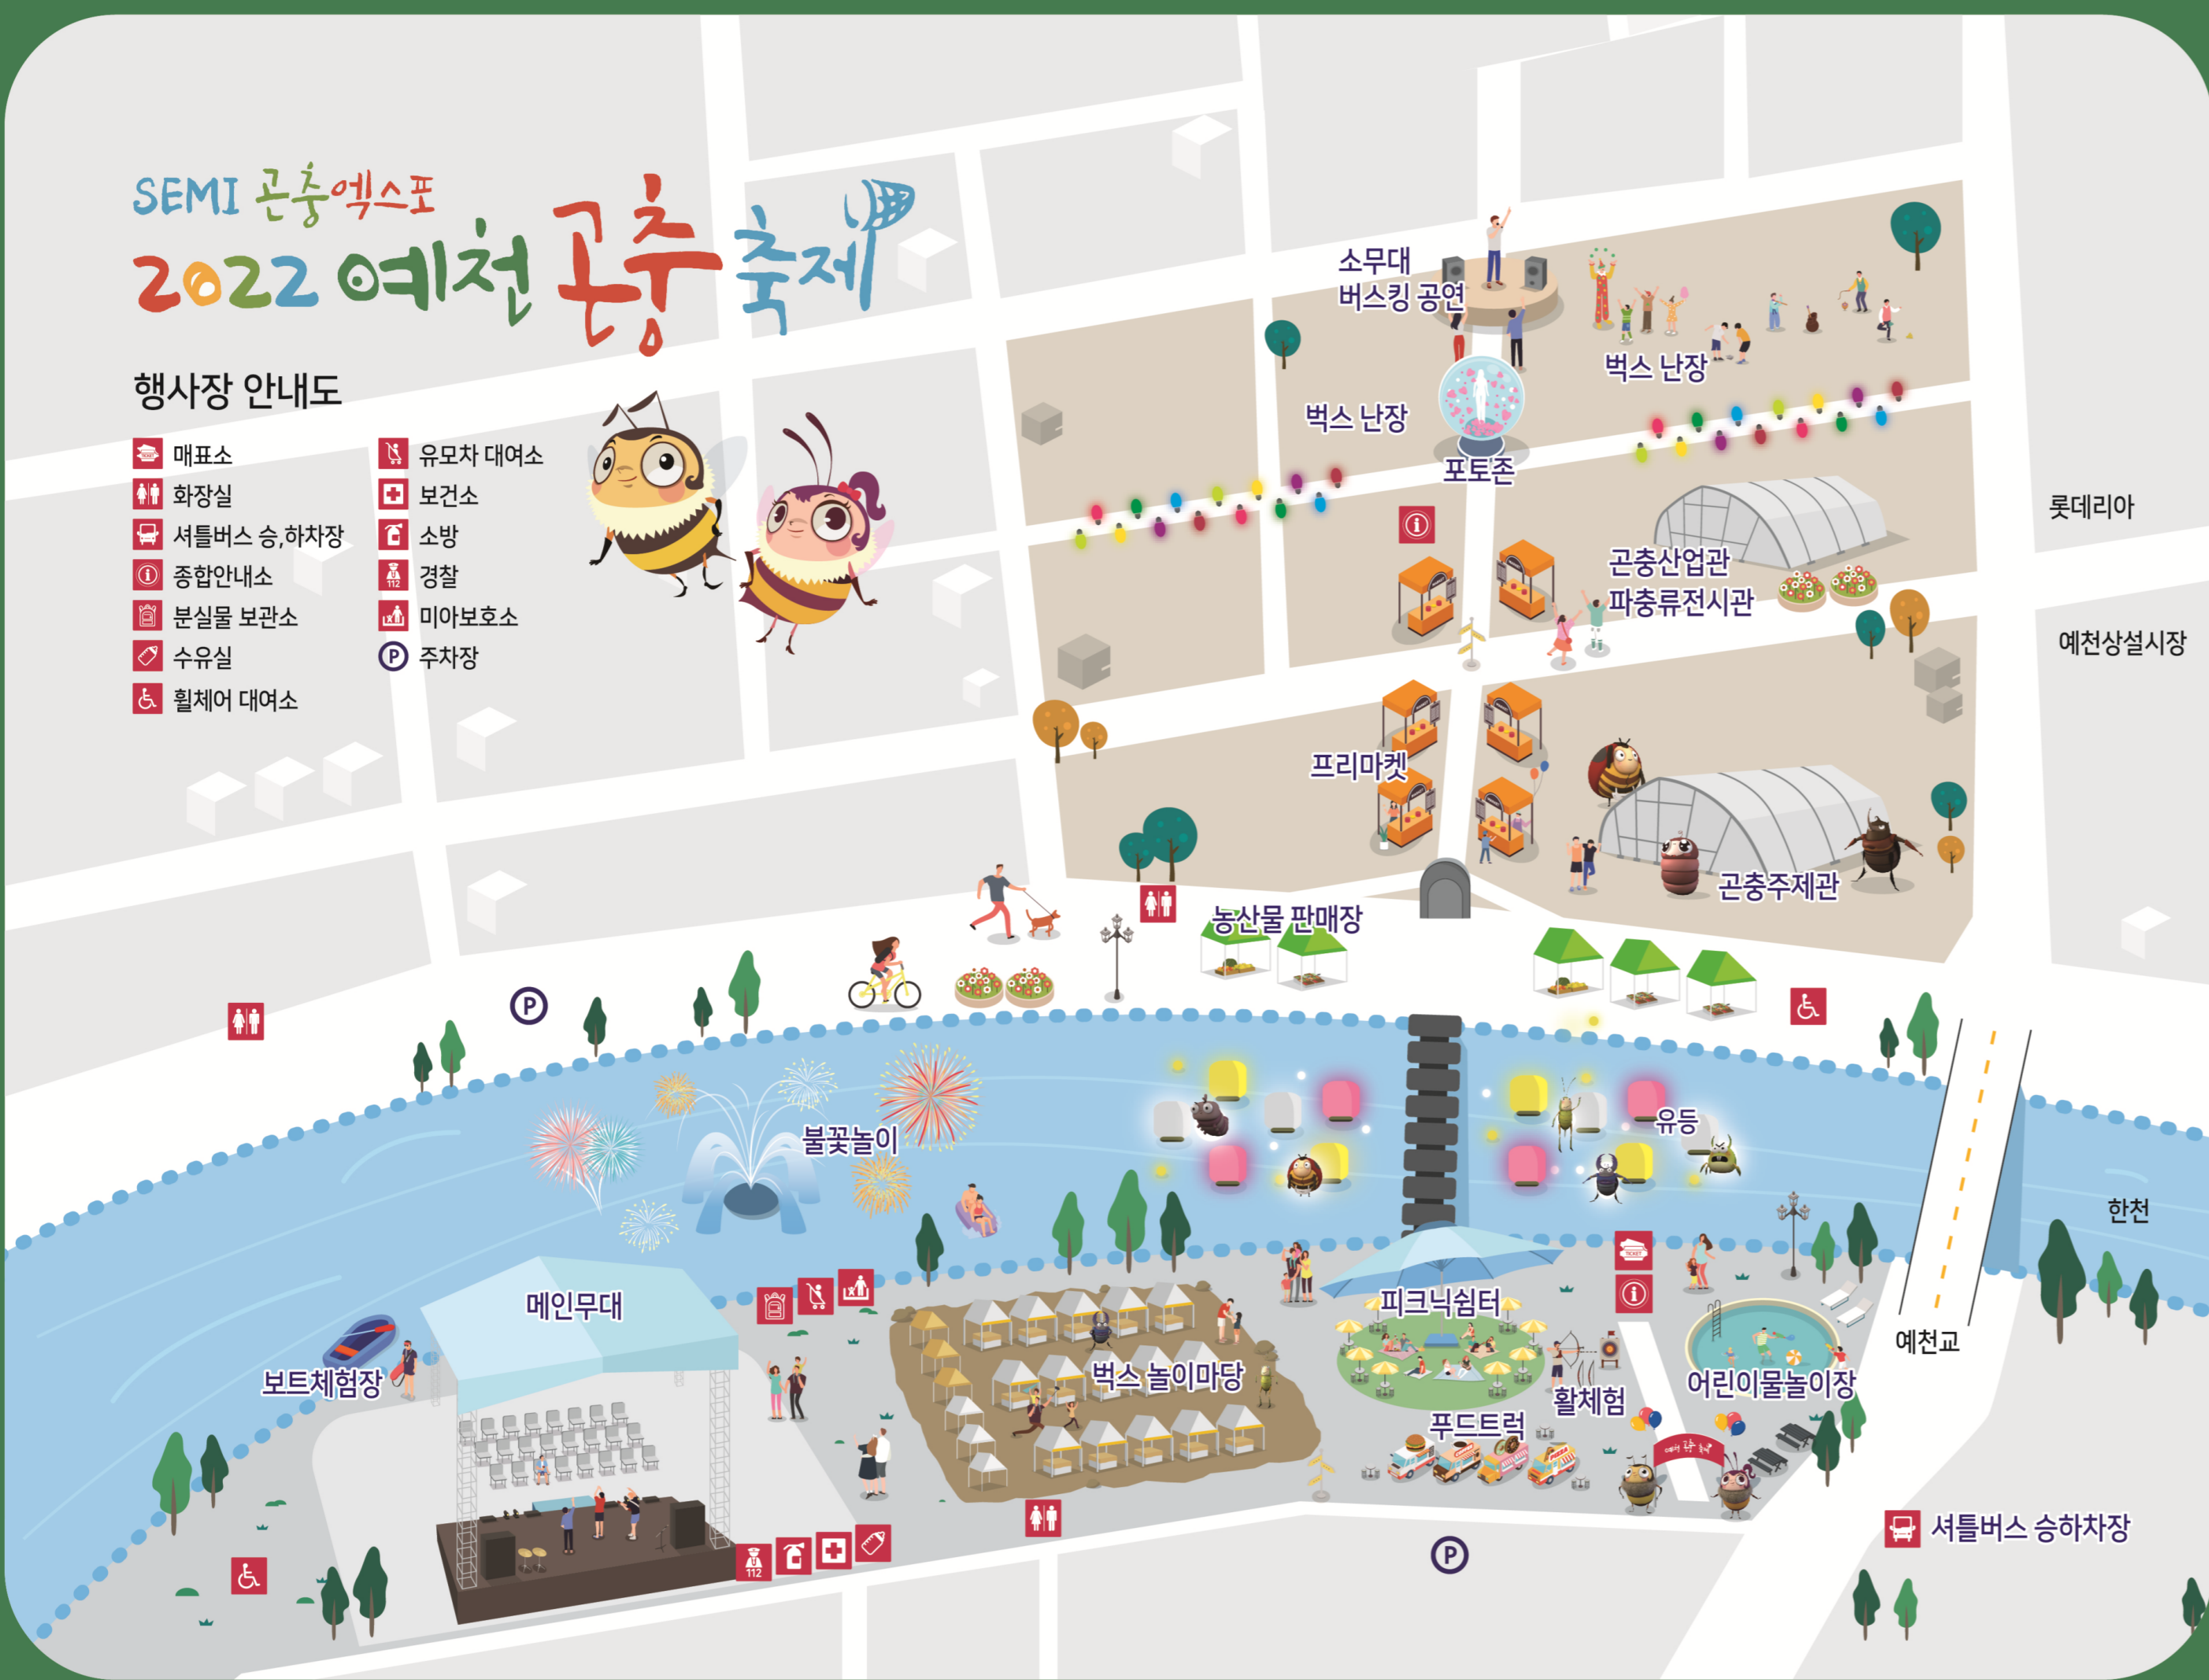 SEMI 곤충엑스포
2022 예천 곤충 축제
행사장 안내도
매표소
화장실
셔틀버스 승,하차장
종합안내소
분실물 보관소
수유실
휠체어 대여소
유모차 대여소
보건소
소방
112
경찰
미아보호소
P 주차장
소무대
버스킹 공연
벅스 난장
벅스 난장
포토존
롯데리아
곤충산업관
파충류전시관
예천상설시장
프리마켓
곤충주제관
농산물 판매장
P
불꽃놀이
유등
한천
TICKET
메인무대
피크닉쉼터
예천교
보트체험장
벅스 놀이마당
어린이물놀이장
활체험
푸드트럭
예천 곤충 축제
셔틀버스 승하차장
112
P